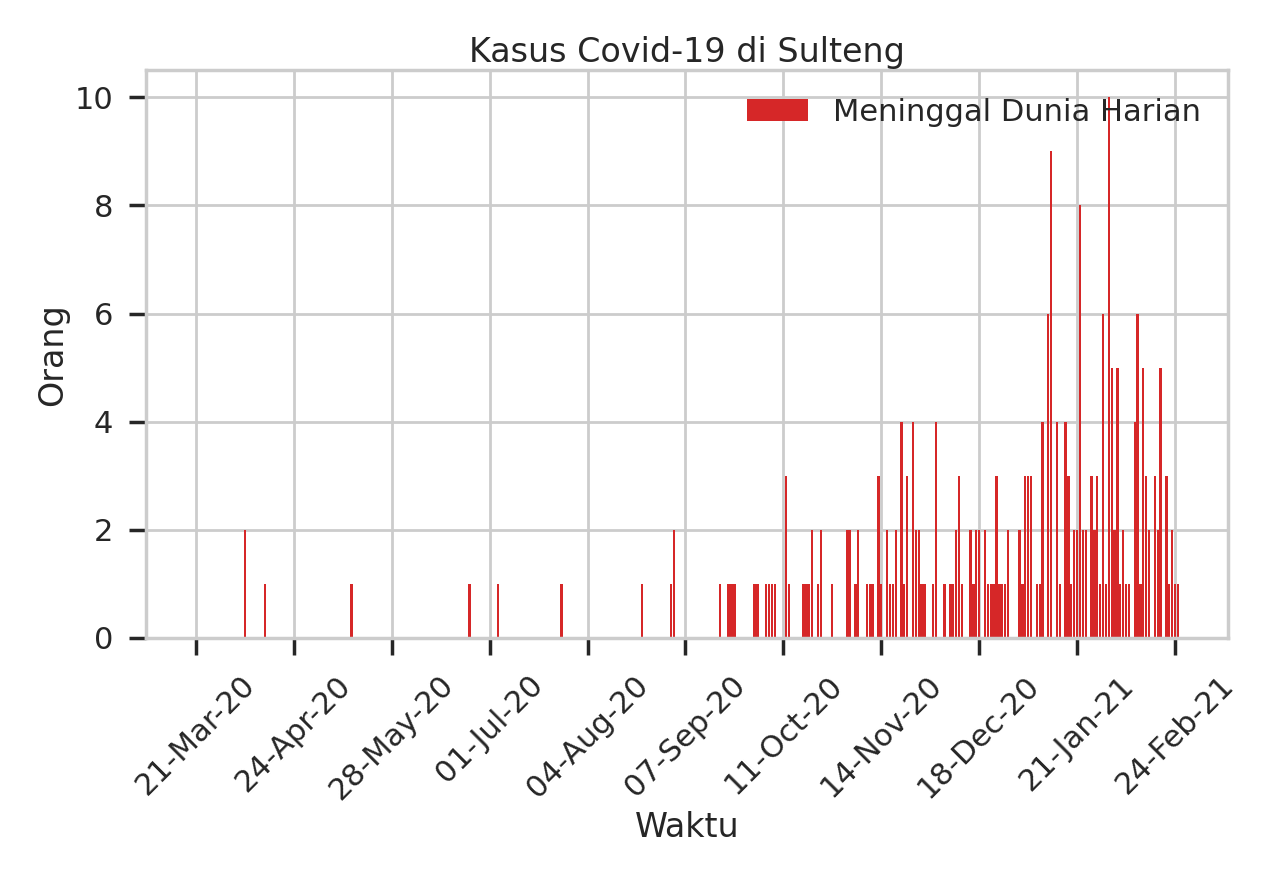 Kasus Covid-19 di Sulteng
Meninggal Dunia Harian
Orang
10
8
6
4
2
0
21-Mar-20
24-Apr-20
28-May-20
01-Jul-20
04-Aug-20
07-Sep-20
11-Oct-20
14-Nov-20
18-Dec-20
21-Jan-21
24-Feb-21
Waktu